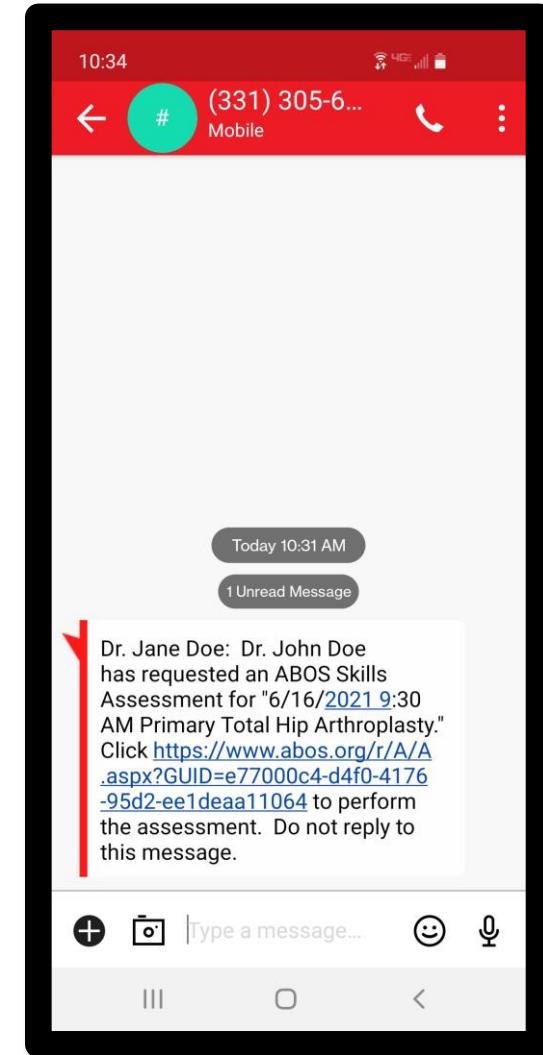 10:34
4GE
#
(331) 305-6...
Mobile
Today 10:31 AM
1 Unread Message
Dr. Jane Doe:  Dr. John Doe
has requested an ABOS Skills
Assessment for "6/16/2021 9:30
AM Primary Total Hip Arthroplasty."
Click https://www.abos.org/r/A/A
.aspx?GUID=e77000c4-d4f0-4176
-95d2-ee1deaa11064 to perform
the assessment.  Do not reply to
this message.
Type a message...